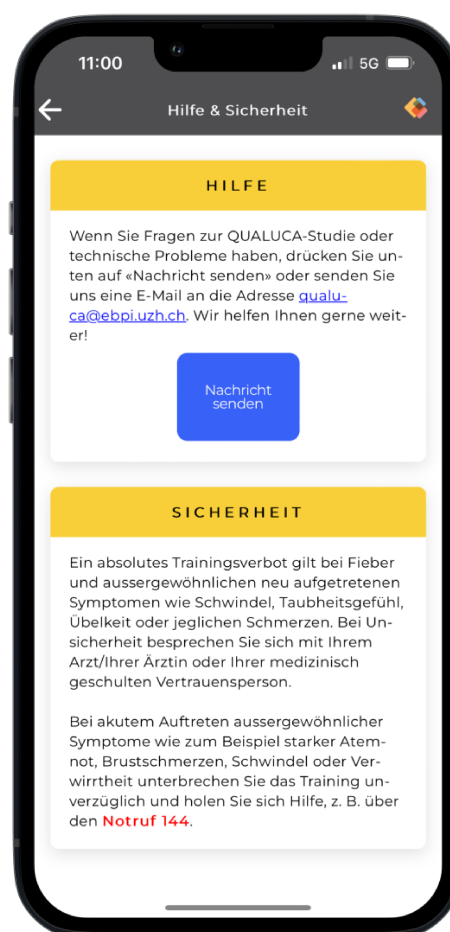 11:00
5G
Hilfe & Sicherheit
HILFE
Wenn Sie Fragen zur QUALUCA-Studie oder
technische Probleme haben, drücken Sie un-
ten auf «Nachricht senden» oder senden Sie
uns eine E-Mail an die Adresse qualu-
ca@ebpi.uzh.ch. Wir helfen Ihnen gerne weit-
er!
Nachricht
senden
SICHERHEIT
Ein absolutes Trainingsverbot gilt bei Fieber
und aussergewöhnlichen neu aufgetretenen
Symptomen wie Schwindel, Taubheitsgefühl,
Übelkeit oder jeglichen Schmerzen. Bei Un-
sicherheit besprechen Sie sich mit Ihrem
Arzt/Ihrer Ärztin oder Ihrer medizinisch
geschulten Vertrauensperson.
Bei akutem Auftreten aussergewöhnlicher
Symptome wie zum Beispiel starker Atem-
not, Brustschmerzen, Schwindel oder Ver-
wirrtheit unterbrechen Sie das Training un-
verzüglich und holen Sie sich Hilfe, z. B. über
den Notruf 144.